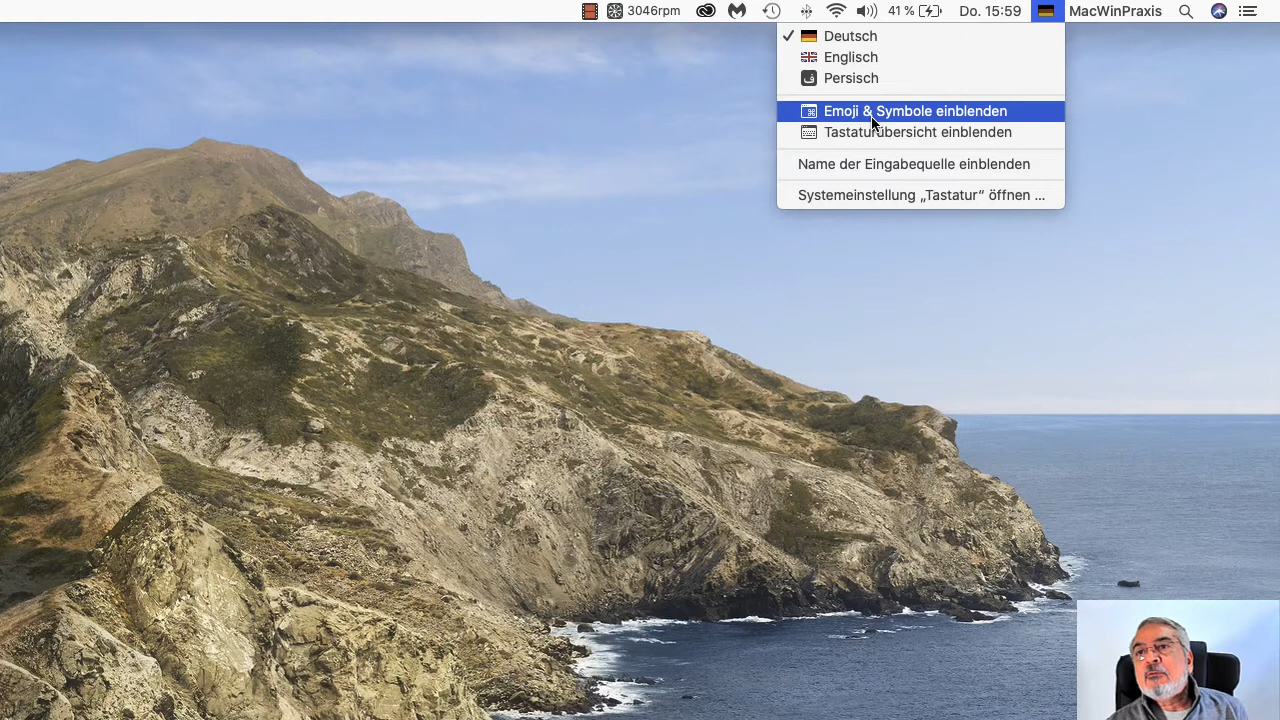 3046rpm 41 % Do. 15:59 MacWinPraxis
Deutsch
Englisch
ف Persisch
Emoji & Symbole einblenden
Tastaturübersicht einblenden
Name der Eingabequelle einblenden
Systemeinstellung „Tastatur“ öffnen ...